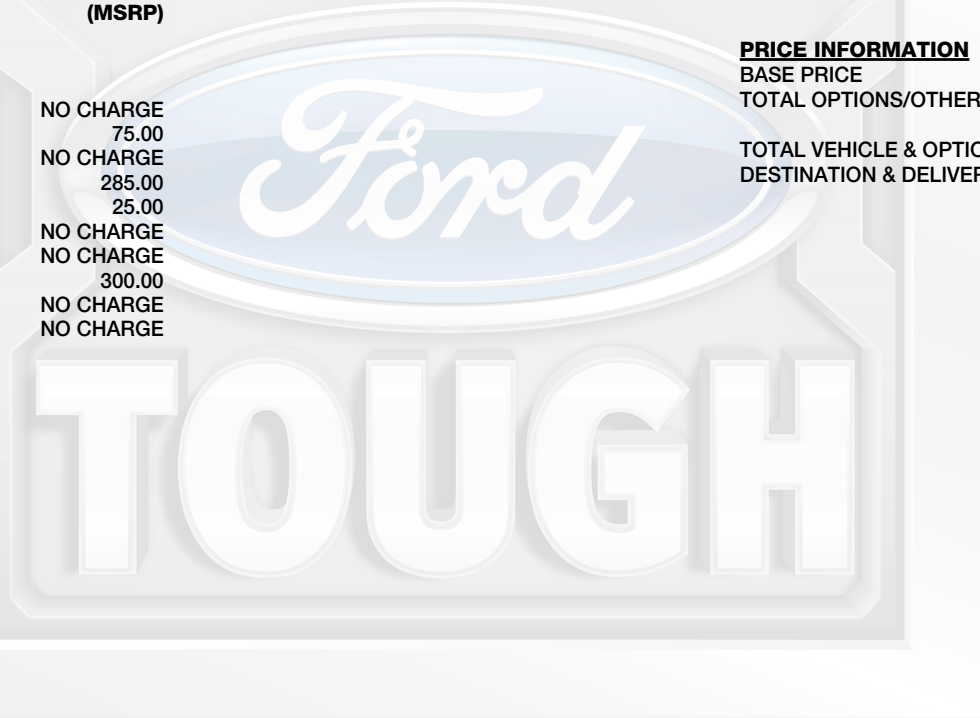 (MSRP)
NO CHARGE
75.00
NO CHARGE
285.00
25.00
NO CHARGE
NO CHARGE
300.00
NO CHARGE
NO CHARGE
PRICE INFORMATION
BASE PRICE
TOTAL OPTIONS/OTHER
TOTAL VEHICLE & OPTIO
DESTINATION & DELIVER
Ford
TOUGH